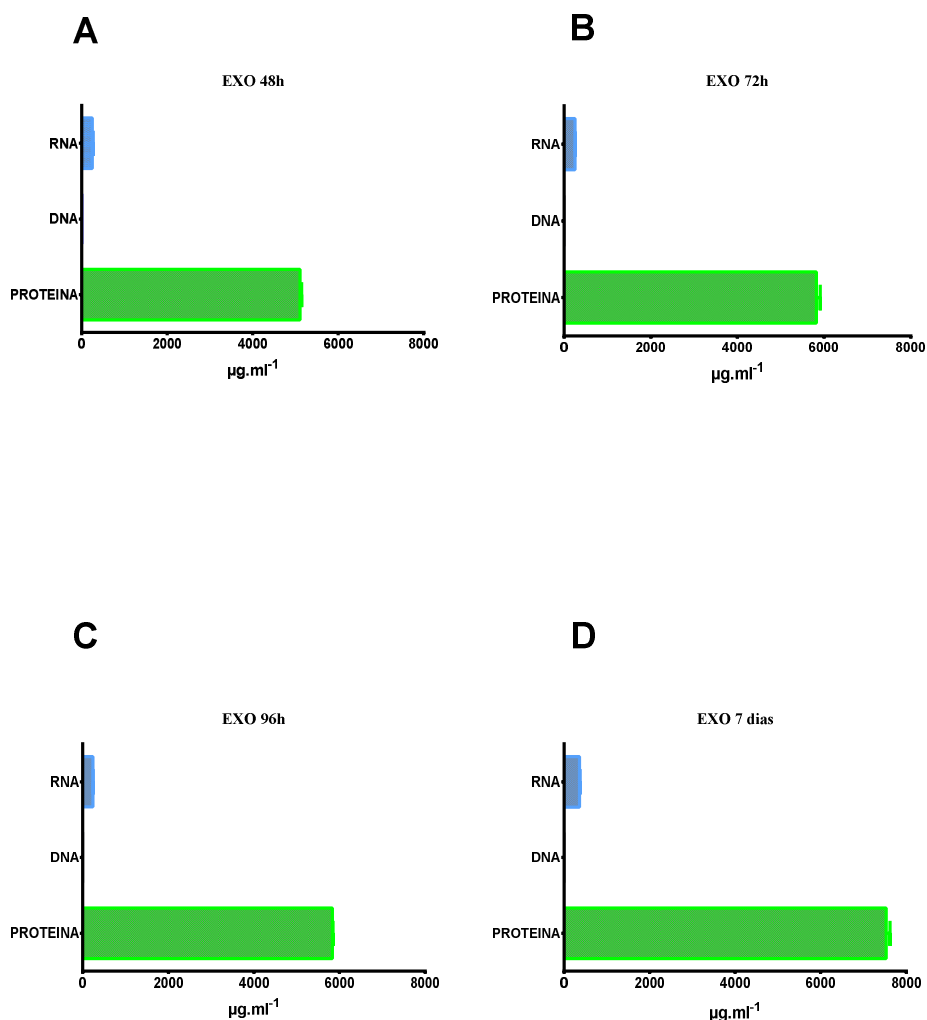 A
EXO 48h
RNA
DNA
PROTEINA
0 2000 4000 6000 8000
µg.ml-1
B
EXO 72h
RNA
DNA
PROTEINA
0 2000 4000 6000 8000
µg.ml-1
C
EXO 96h
RNA
DNA
PROTEINA
0 2000 4000 6000 8000
µg.ml-1
D
EXO 7 dias
RNA
DNA
PROTEINA
0 2000 4000 6000 8000
µg.ml-1